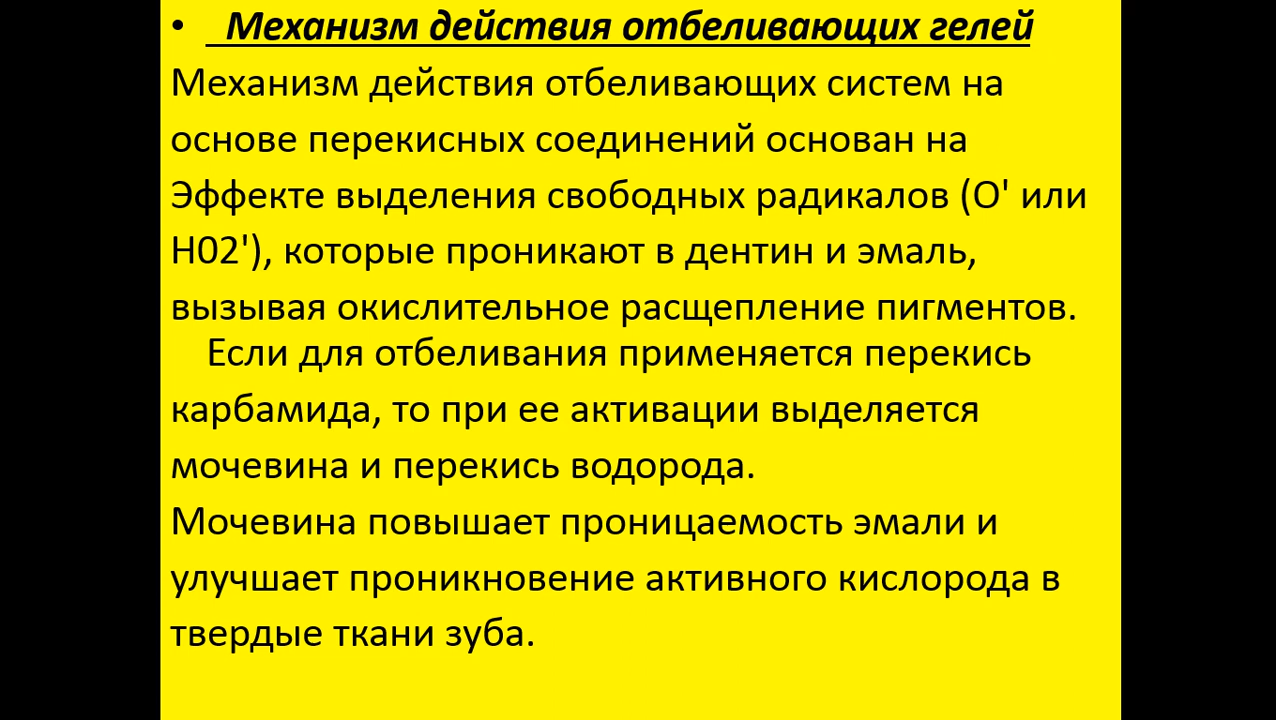 • Механизм действия отбеливающих гелей
Механизм действия отбеливающих систем на
основе перекисных соединений основан на
Эффекте выделения свободных радикалов (О' или
Н02'), которые проникают в дентин и эмаль,
вызывая окислительное расщепление пигментов.
Если для отбеливания применяется перекись
карбамида, то при ее активации выделяется
мочевина и перекись водорода.
Мочевина повышает проницаемость эмали и
улучшает проникновение активного кислорода в
твердые ткани зуба.